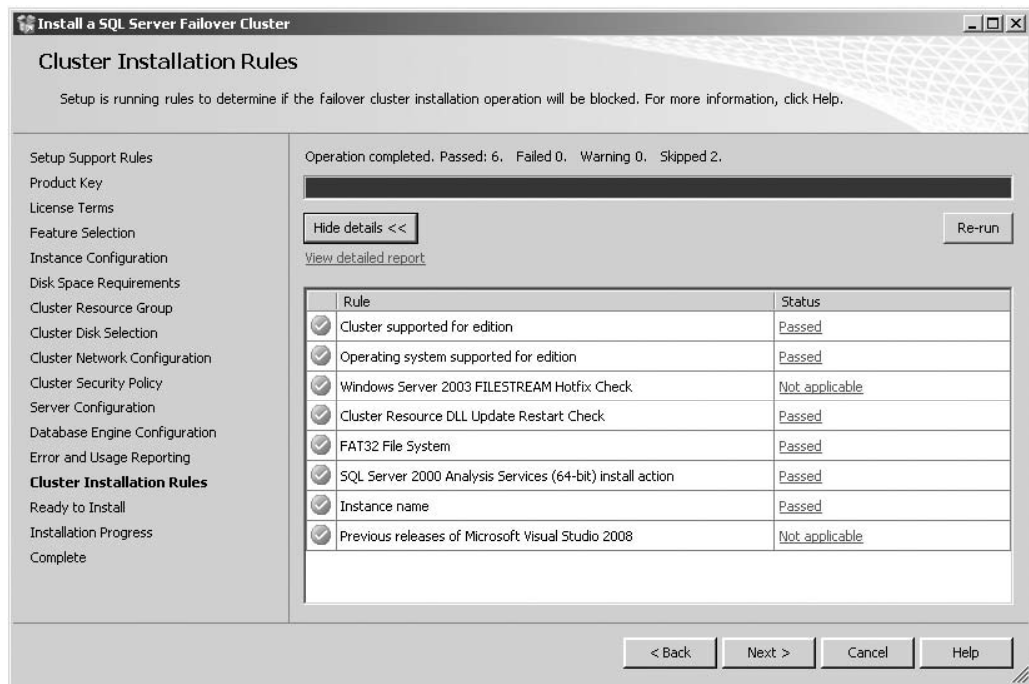 Install a SQL Server Failover Cluster
Cluster Installation Rules
Setup is running rules to determine if the failover cluster installation operation will be blocked. For more information, click Help.
Setup Support Rules
Product Key
License Terms
Feature Selection
Instance Configuration
Disk Space Requirements
Cluster Resource Group
Cluster Disk Selection
Cluster Network Configuration
Cluster Security Policy
Server Configuration
Database Engine Configuration
Error and Usage Reporting
Cluster Installation Rules
Ready to Install
Installation Progress
Complete
Operation completed. Passed: 6. Failed 0. Warning 0. Skipped 2.
Hide details <<
Re-run
View detailed report
Rule Status
Cluster supported for edition Passed
Operating system supported for edition Passed
Windows Server 2003 FILESTREAM Hotfix Check Not applicable
Cluster Resource DLL Update Restart Check Passed
FAT32 File System Passed
SQL Server 2000 Analysis Services (64-bit) install action Passed
Instance name Passed
Previous releases of Microsoft Visual Studio 2008 Not applicable
< Back Next > Cancel Help